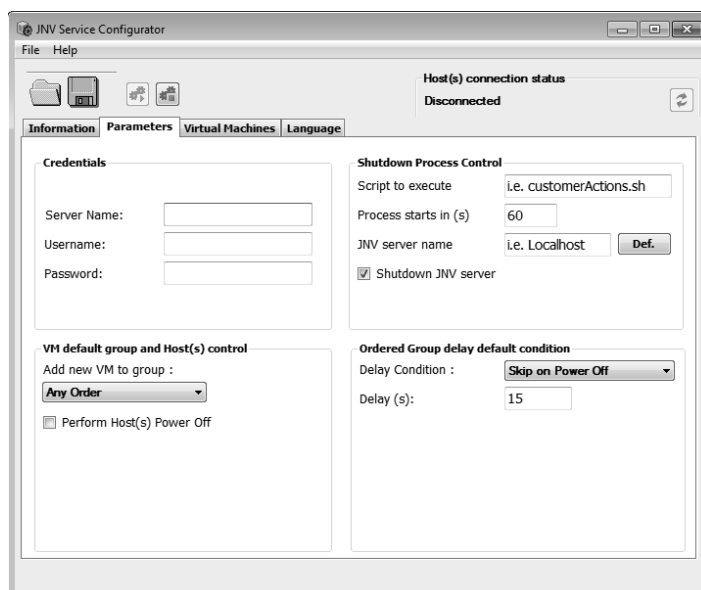 JNV Service Configurator
File Help
Host(s) connection status
Disconnected
Information Parameters Virtual Machines Language
Credentials
Server Name:
Username:
Password:
Shutdown Process Control
Script to execute i.e. customerActions.sh
Process starts in (s) 60
JNV server name i.e. Localhost Def.
Shutdown JNV server
VM default group and Host(s) control
Add new VM to group :
Any Order
Perform Host(s) Power Off
Ordered Group delay default condition
Delay Condition : Skip on Power Off
Delay (s): 15